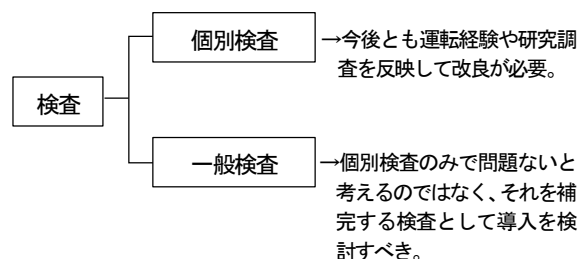 検査
個別検査
→今後とも運転経験や研究調
査を反映して改良が必要。
一般検査
→個別検査のみで問題ないと
考えるのではなく、それを補
完する検査として導入を検
討すべき。